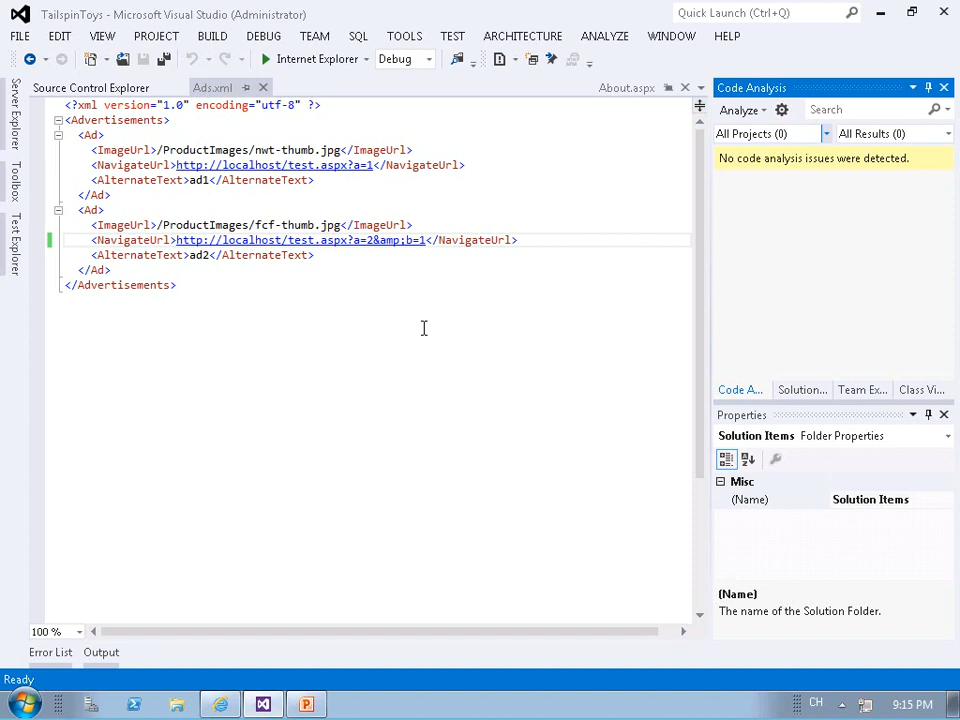 TailspinToys - Microsoft Visual Studio (Administrator)
Quick Launch (Ctrl+Q)
FILE EDIT VIEW PROJECT BUILD DEBUG TEAM SQL TOOLS TEST ARCHITECTURE ANALYZE WINDOW HELP
Internet Explorer Debug
Server Explorer
Toolbox
Test Explorer
Source Control Explorer Ads.xml About.aspx
<?xml version="1.0" encoding="utf-8" ?>
<Advertisements>
<Ad>
<ImageUrl>/ProductImages/nwt-thumb.jpg</ImageUrl>
<NavigateUrl>http://localhost/test.aspx?a=1</NavigateUrl>
<AlternateText>ad1</AlternateText>
</Ad>
<Ad>
<ImageUrl>/ProductImages/fcf-thumb.jpg</ImageUrl>
<NavigateUrl>http://localhost/test.aspx?a=2&amp;b=1</NavigateUrl>
<AlternateText>ad2</AlternateText>
</Ad>
</Advertisements>
100 %
Error List Output
Code Analysis
Analyze Search
All Projects (0) All Results (0)
No code analysis issues were detected.
Code A... Solution... Team Ex... Class Vi...
Properties
Solution Items Folder Properties
Misc
(Name) Solution Items
(Name)
The name of the Solution Folder.
Ready
CH 9:15 PM